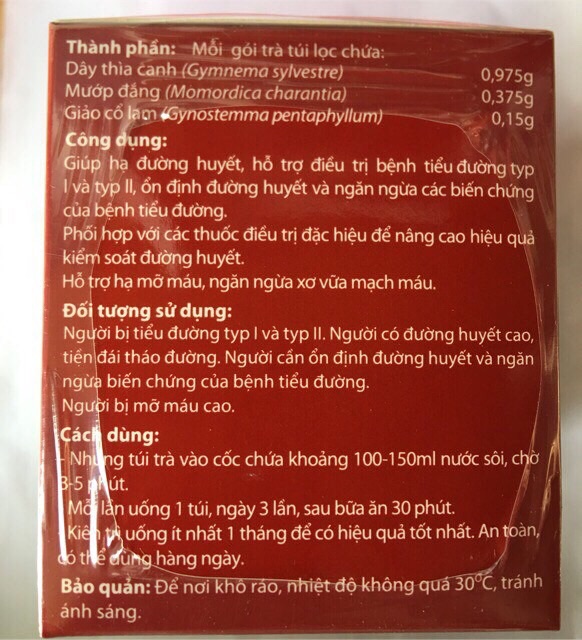 Thành phần: Mỗi gói trà túi lọc chứa:
Dây thìa canh (Gymnema sylvestre) 0,975g
Mướp đắng (Momordica charantia) 0,375g
Giảo cổ lam (Gynostemma pentaphyllum) 0,15g
Công dụng:
Giúp hạ đường huyết, hỗ trợ điều trị bệnh tiểu đường typ
I và typ II, ổn định đường huyết và ngăn ngừa các biến chứng
của bệnh tiểu đường.
Phối hợp với các thuốc điều trị đặc hiệu để nâng cao hiệu quả
kiểm soát đường huyết.
Hỗ trợ hạ mỡ máu, ngăn ngừa xơ vữa mạch máu.
Đối tượng sử dụng:
Người bị tiểu đường typ I và typ II. Người có đường huyết cao,
tiền đái tháo đường. Người cần ổn định đường huyết và ngăn
ngừa biến chứng của bệnh tiểu đường.
Người bị mỡ máu cao.
Cách dùng:
- Nhúng túi trà vào cốc chứa khoảng 100-150ml nước sôi, chờ
3-5 phút.
- Mỗi lần uống 1 túi, ngày 3 lần, sau bữa ăn 30 phút.
- Kiên trì uống ít nhất 1 tháng để có hiệu quả tốt nhất. An toàn,
có thể dùng hàng ngày.
Bảo quản: Để nơi khô ráo, nhiệt độ không quá 30°C, tránh
ánh sáng.